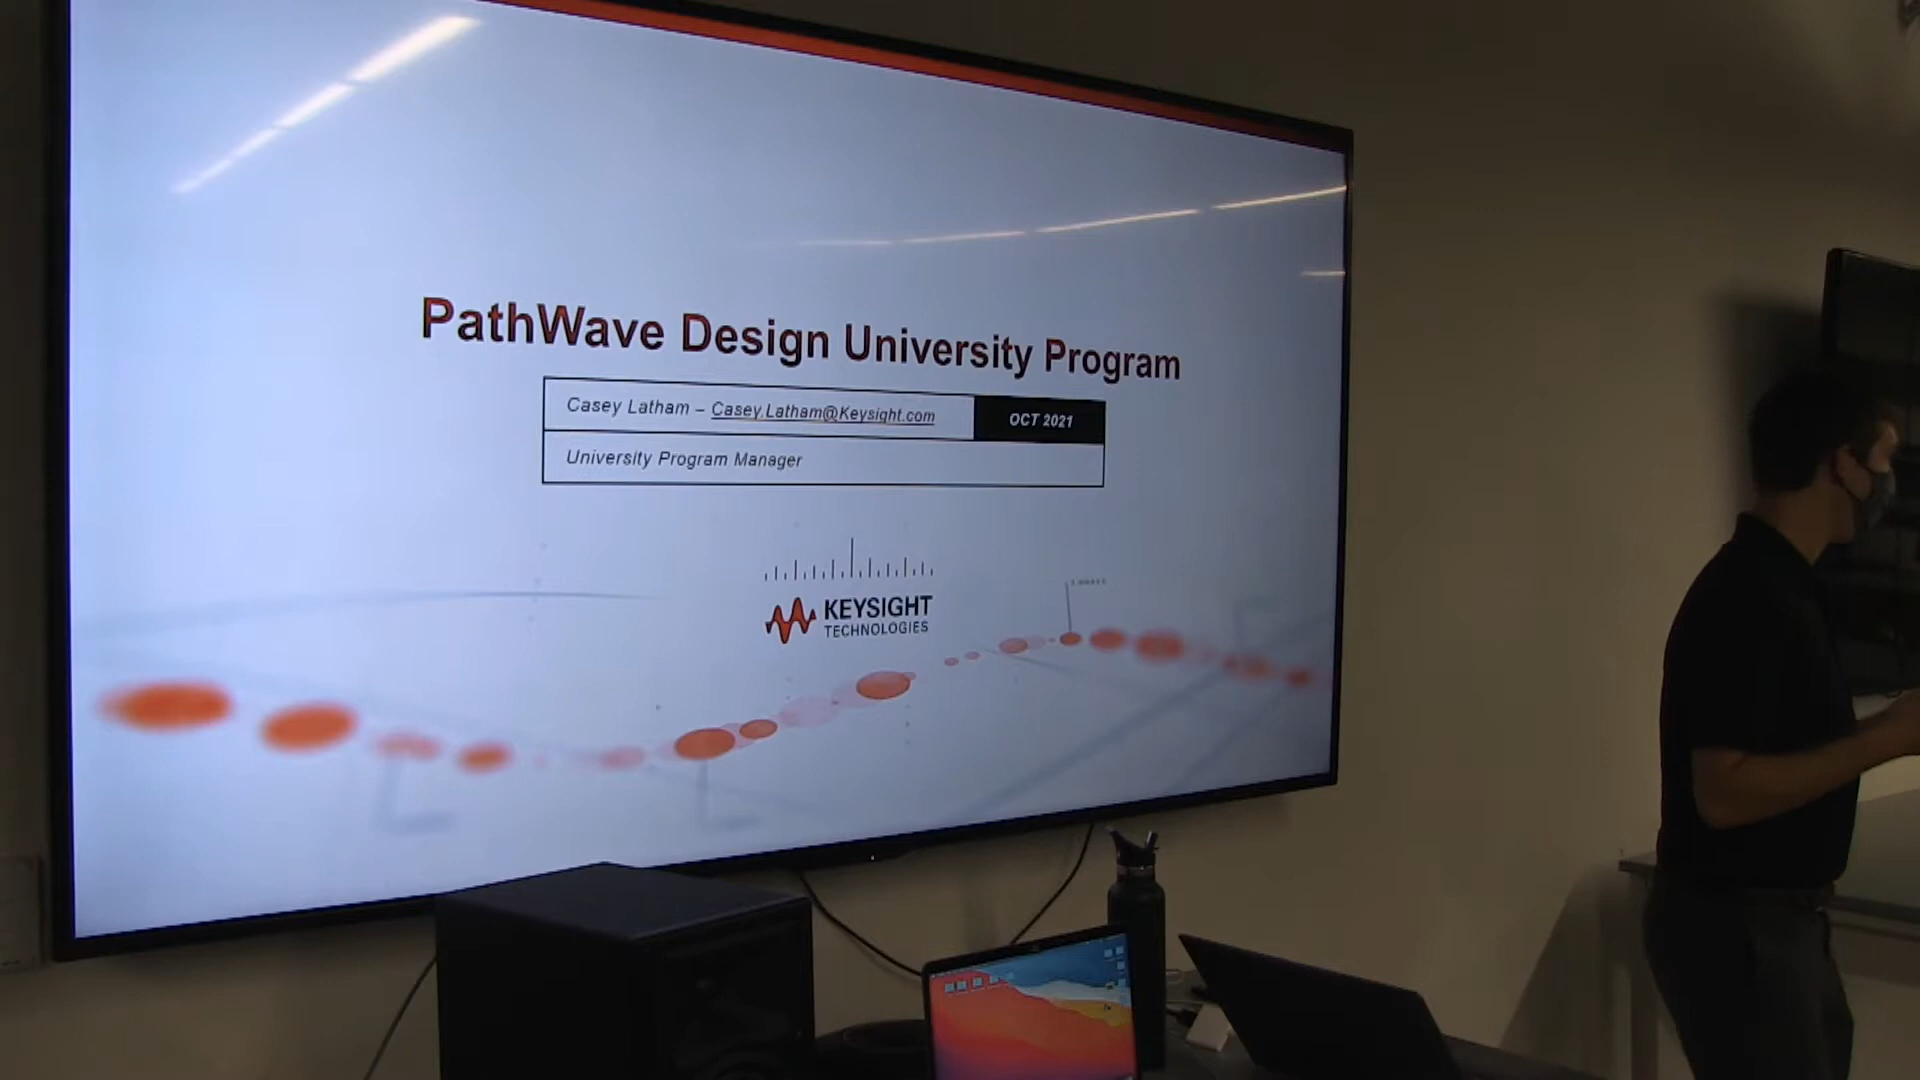 PathWave Design University Program
Casey Latham – Casey.Latham@Keysight.com
OCT 2021
University Program Manager
KEYSIGHT
TECHNOLOGIES